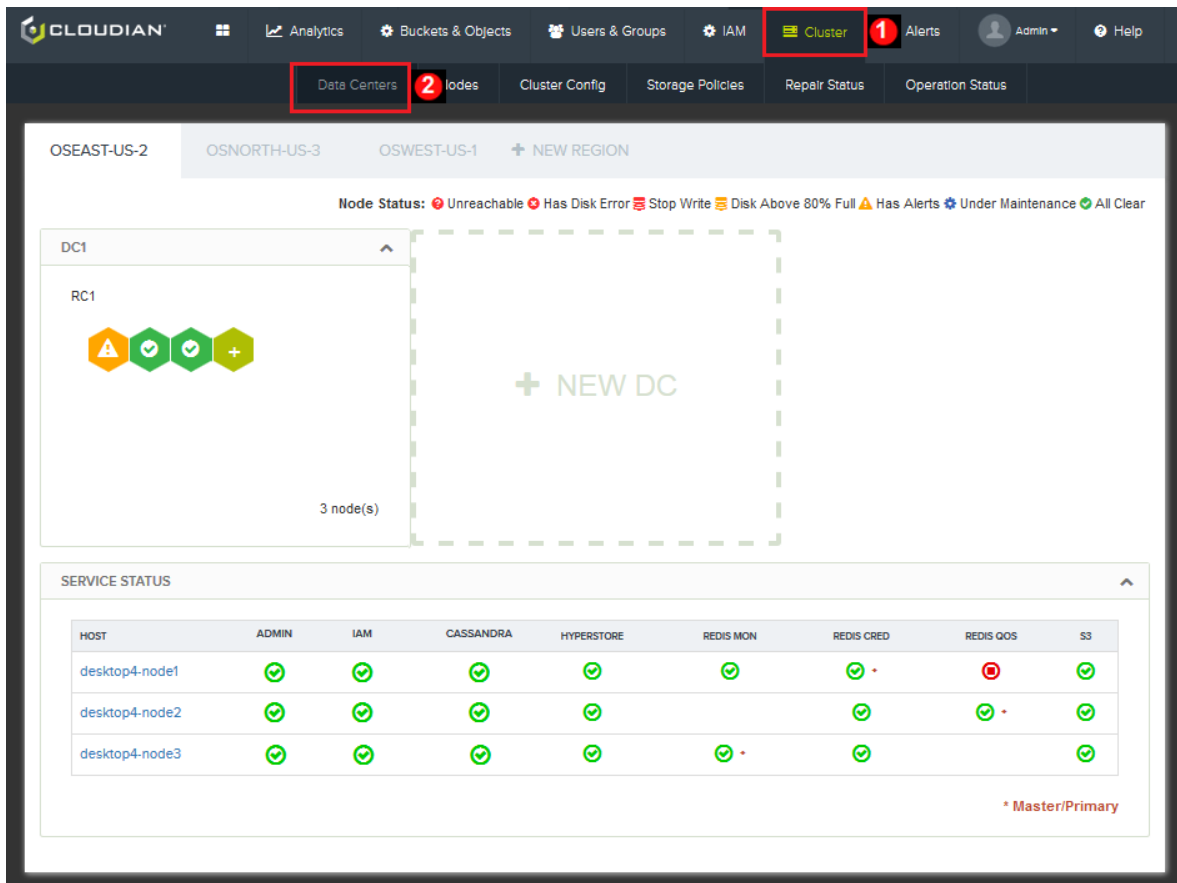 CLOUDIAN Analytics Buckets & Objects Users & Groups IAM Cluster 1 Alerts Admin Help
Data Centers 2 lodes Cluster Config Storage Policies Repair Status Operation Status
OSEAST-US-2 OSNORTH-US-3 OSWEST-US-1 + NEW REGION
Node Status: Unreachable Has Disk Error Stop Write Disk Above 80% Full Has Alerts Under Maintenance All Clear
DC1
RC1
+ NEW DC
3 node(s)
SERVICE STATUS
HOST ADMIN IAM CASSANDRA HYPERSTORE REDIS MON REDIS CRED REDIS QOS S3
desktop4-node1 *
desktop4-node2 *
desktop4-node3 *
* Master/Primary